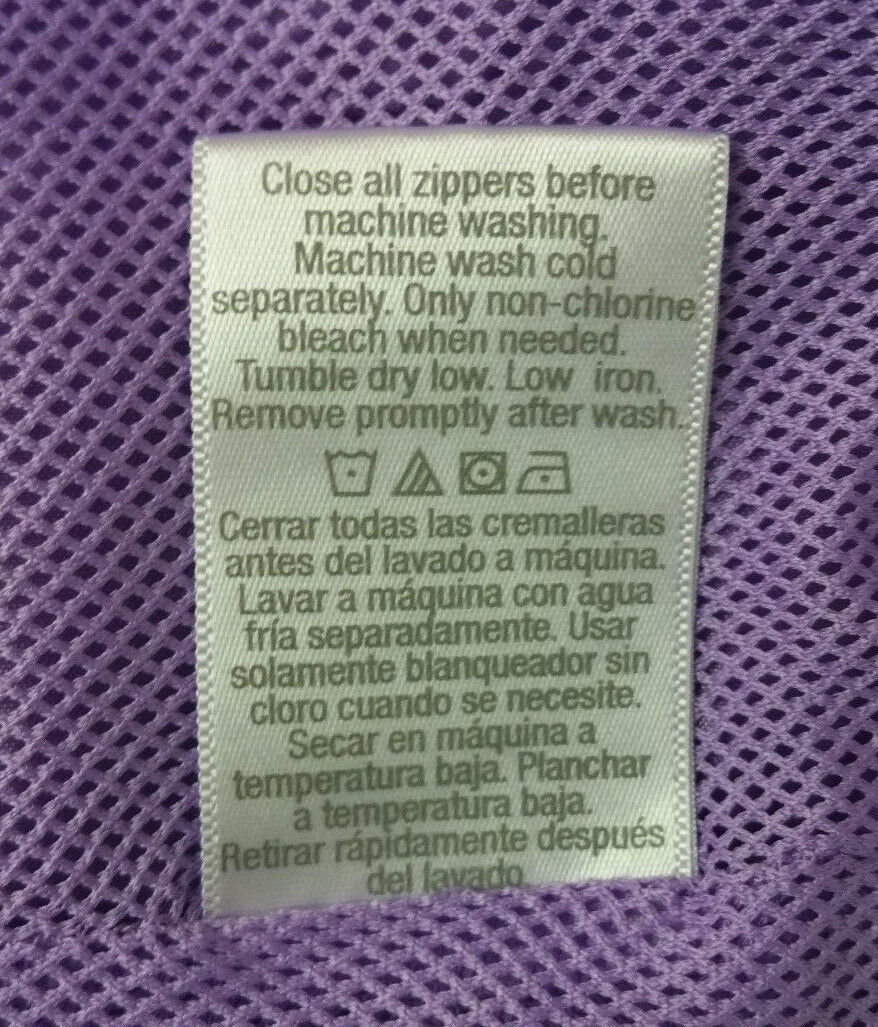 Close all zippers before
machine washing.
Machine wash cold
separately. Only non-chlorine
bleach when needed.
Tumble dry low. Low iron.
Remove promptly after wash.
Cerrar todas las cremalleras
antes del lavado a máquina.
Lavar a máquina con agua
fría separadamente. Usar
solamente blanqueador sin
cloro cuando se necesite.
Secar en máquina a
temperatura baja. Planchar
a temperatura baja.
Retirar rápidamente después
del lavado